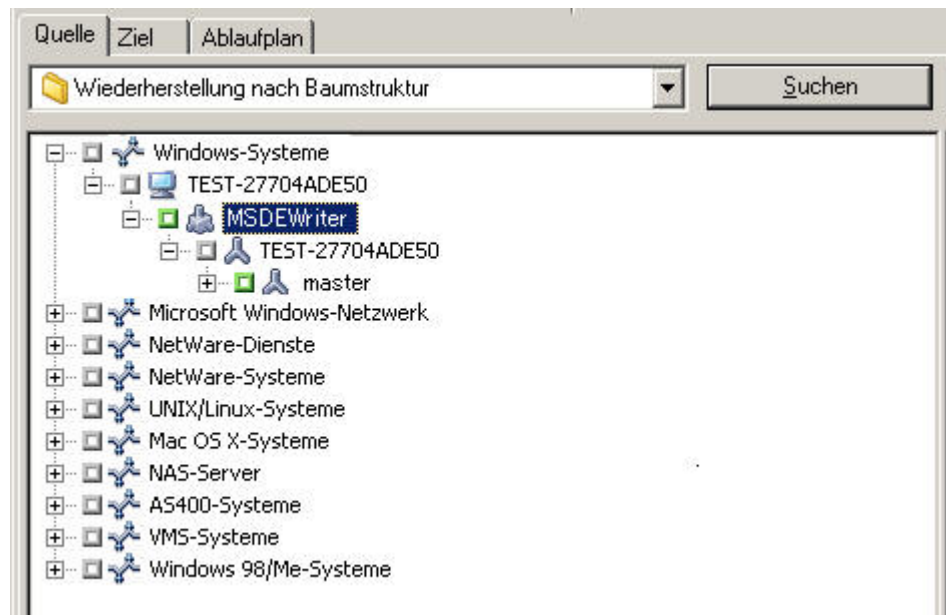 Quelle Ziel Ablaufplan
Wiederherstellung nach Baumstruktur Suchen
Windows-Systeme
TEST-27704ADE50
MSDEWriter
TEST-27704ADE50
master
Microsoft Windows-Netzwerk
NetWare-Dienste
NetWare-Systeme
UNIX/Linux-Systeme
Mac OS X-Systeme
NAS-Server
AS400-Systeme
VMS-Systeme
Windows 98/Me-Systeme